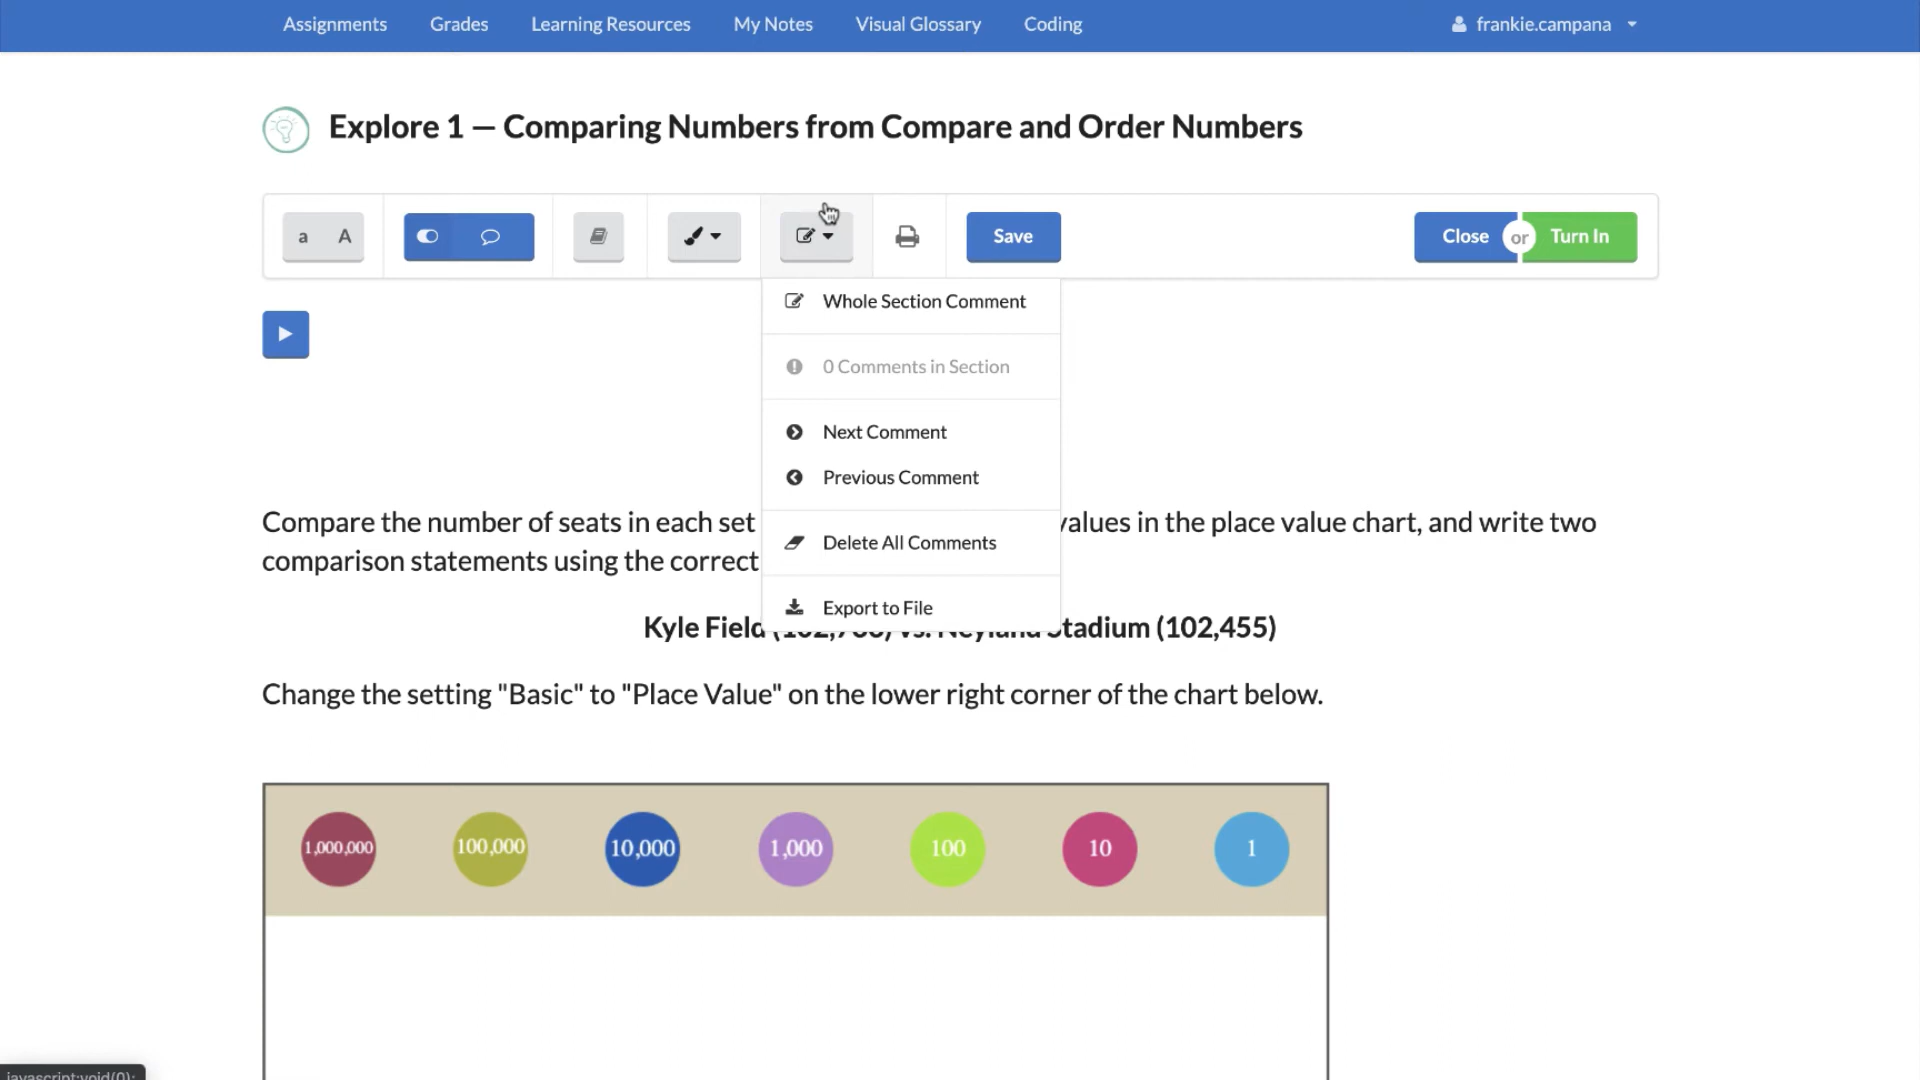 Assignments Grades Learning Resources My Notes Visual Glossary Coding frankie.campana
Explore 1 — Comparing Numbers from Compare and Order Numbers
a A Save Close or Turn In
Whole Section Comment
0 Comments in Section
Next Comment
Previous Comment
Compare the number of seats in each set values in the place value chart, and write two
Delete All Comments
comparison statements using the correct
Export to File
Kyle Field vs. Neyland Stadium (102,455)
Change the setting "Basic" to "Place Value" on the lower right corner of the chart below.
1,000,000 100,000 10,000 1,000 100 10 1
javascript:void(0);